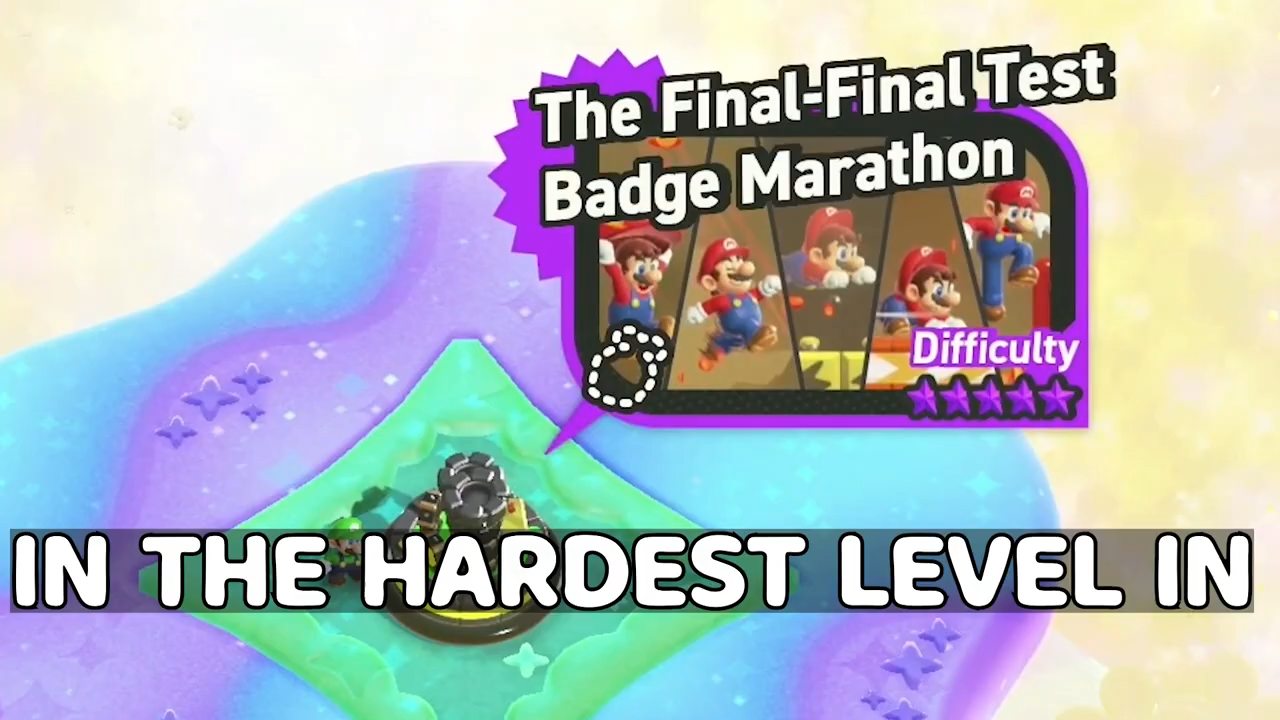 The Final-Final Test
Badge Marathon
Difficulty
IN THE HARDEST LEVEL IN